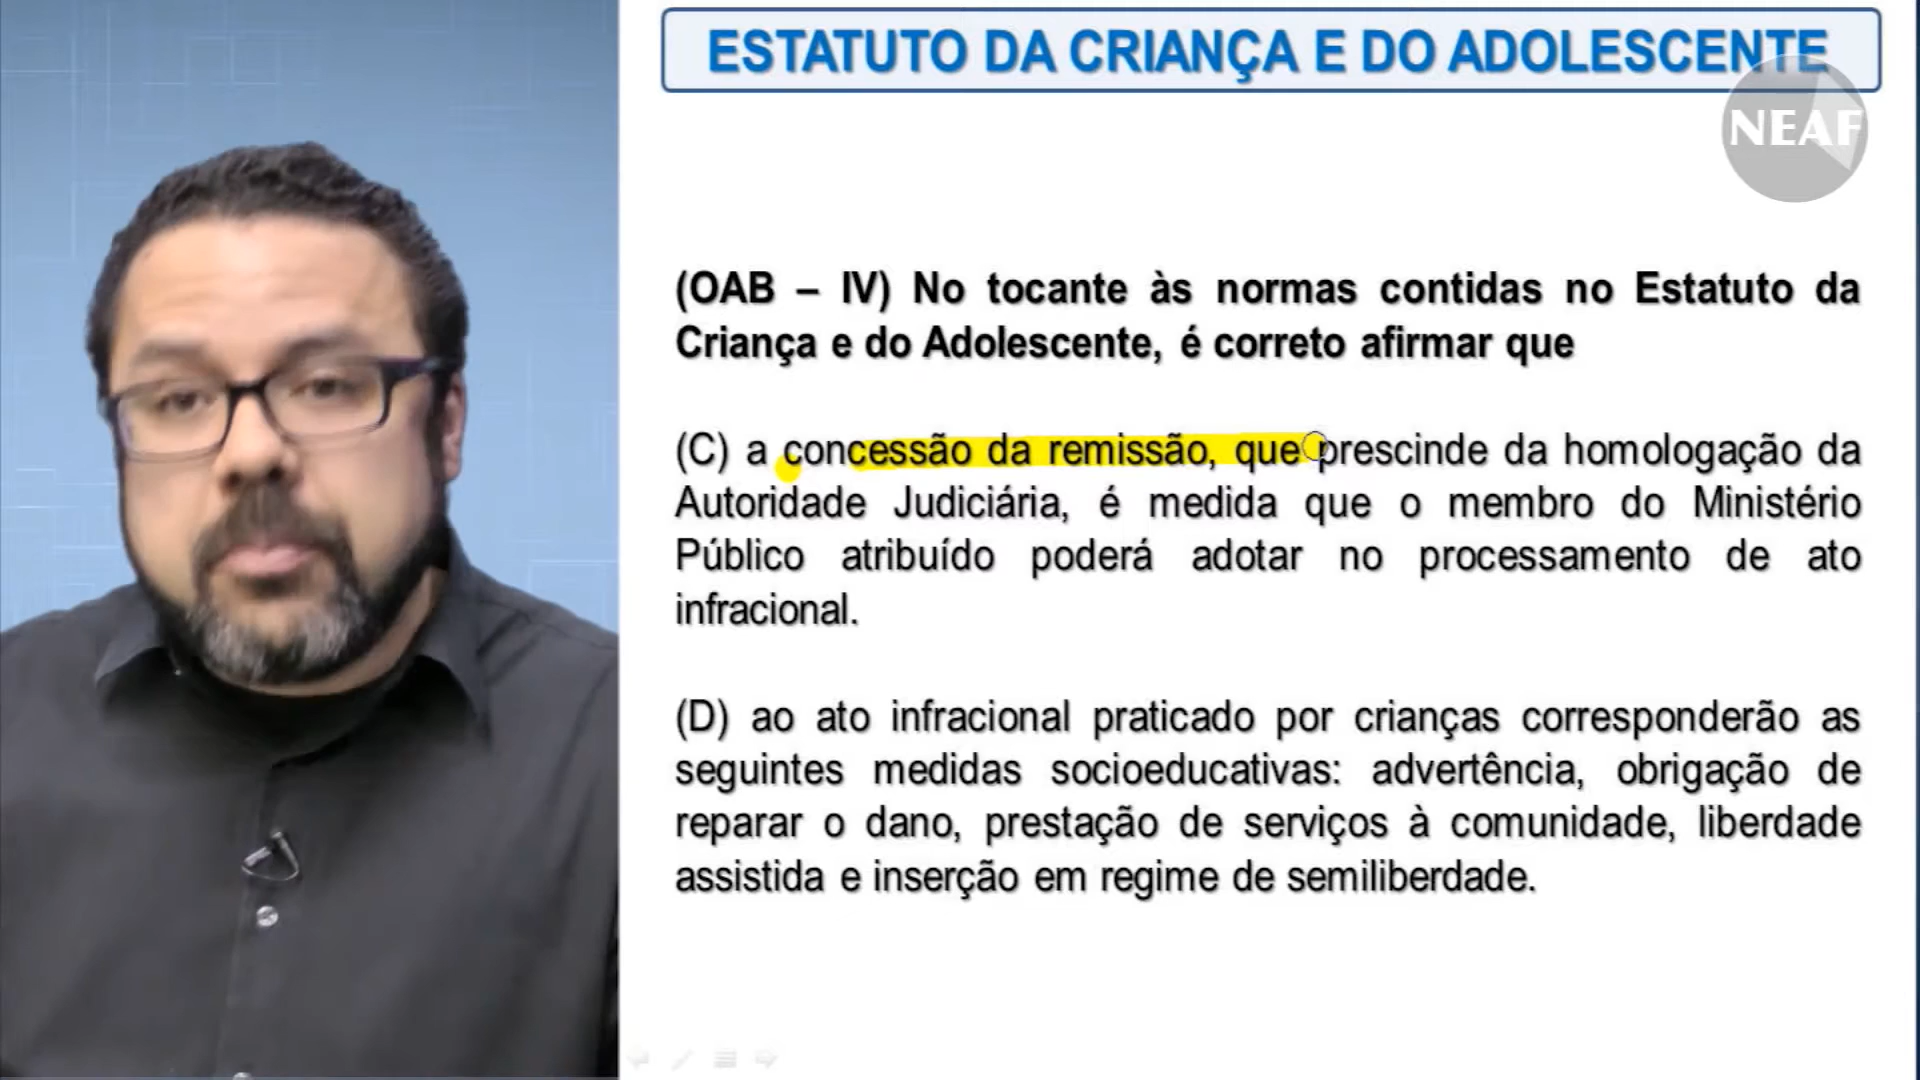 ESTATUTO DA CRIANÇA E DO ADOLESCENTE
NEAF
(OAB – IV) No tocante às normas contidas no Estatuto da
Criança e do Adolescente, é correto afirmar que
(C) a concessão da remissão, que prescinde da homologação da
Autoridade Judiciária, é medida que o membro do Ministério
Público atribuído poderá adotar no processamento de ato
infracional.
(D) ao ato infracional praticado por crianças corresponderão as
seguintes medidas socioeducativas: advertência, obrigação de
reparar o dano, prestação de serviços à comunidade, liberdade
assistida e inserção em regime de semiliberdade.